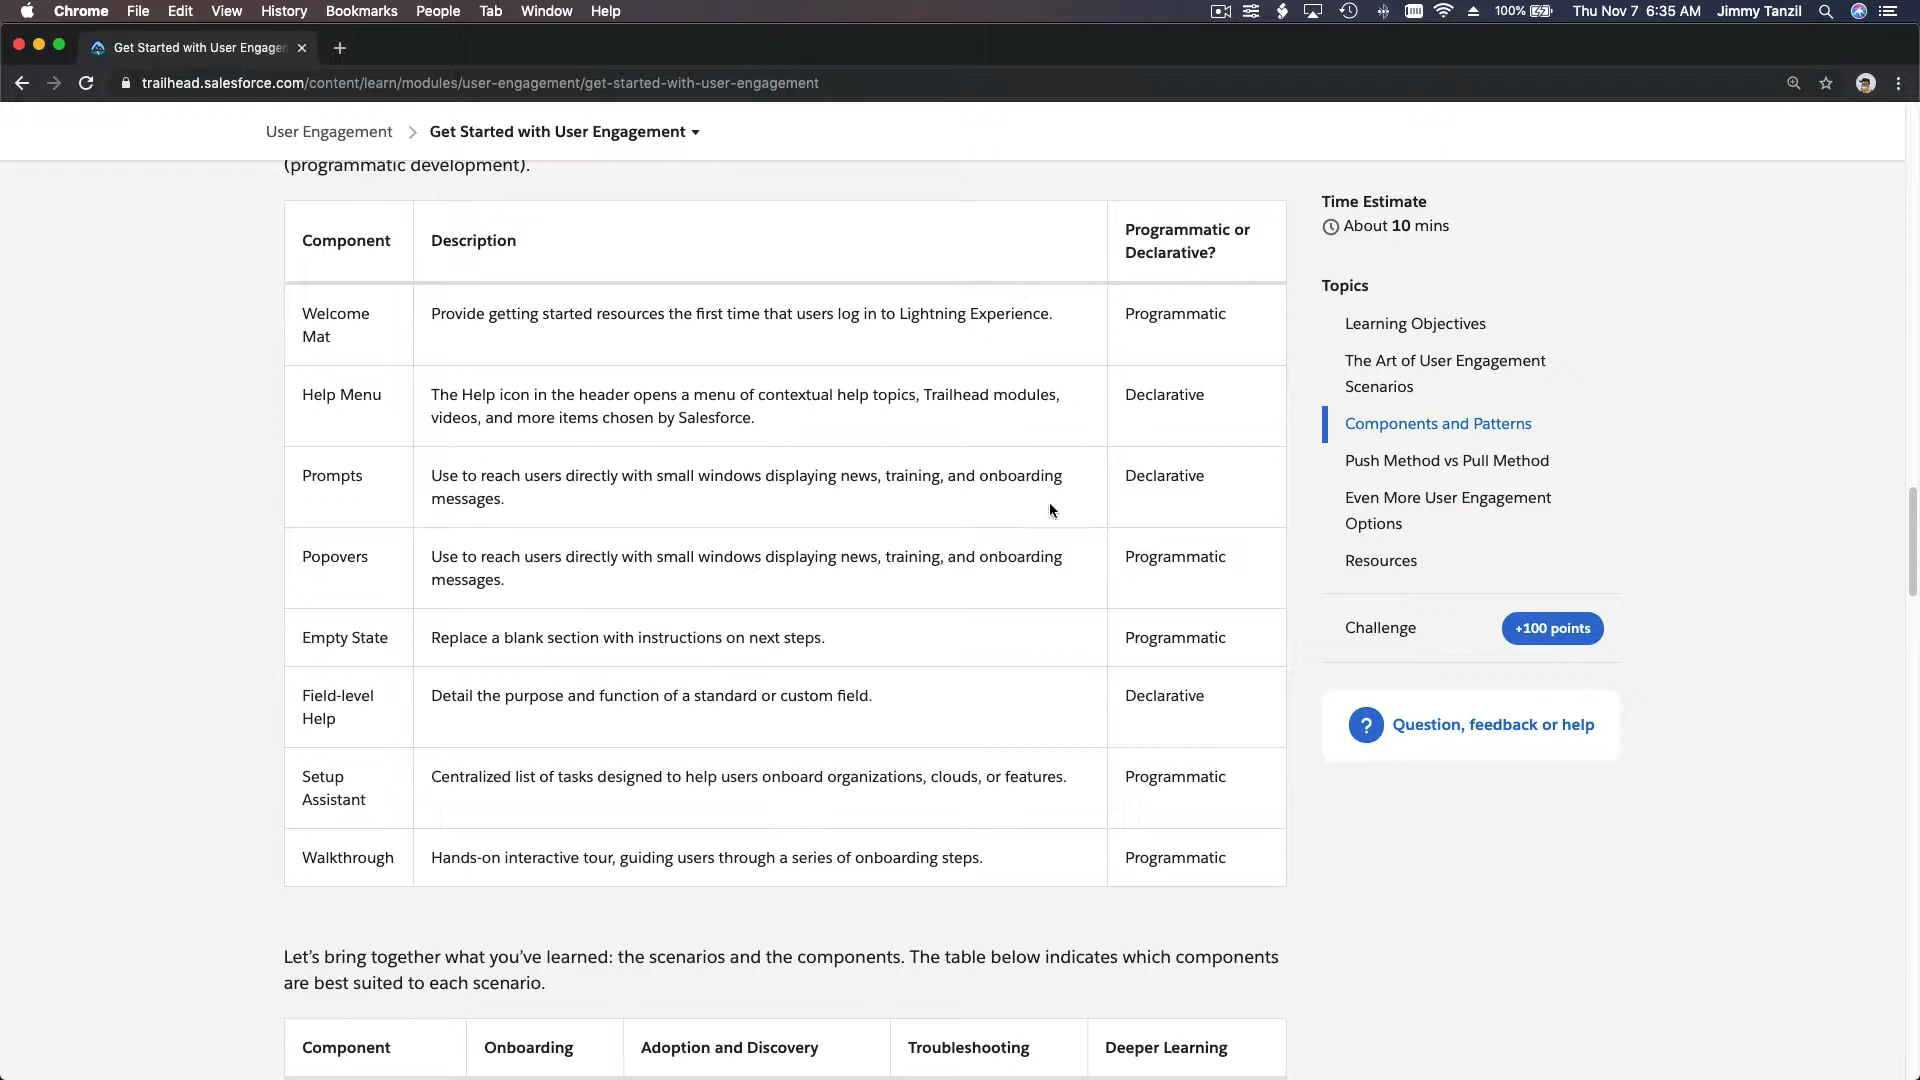 Chrome File Edit View History Bookmarks People Tab Window Help
100% Thu Nov 7 6:35 AM Jimmy Tanzil
Get Started with User Engagem
trailhead.salesforce.com/content/learn/modules/user-engagement/get-started-with-user-engagement
User Engagement > Get Started with User Engagement
(programmatic development).
Component Description Programmatic or
Declarative?
Welcome
Mat
Provide getting started resources the first time that users log in to Lightning Experience.
Programmatic
Help Menu
The Help icon in the header opens a menu of contextual help topics, Trailhead modules,
videos, and more items chosen by Salesforce.
Declarative
Prompts
Use to reach users directly with small windows displaying news, training, and onboarding
messages.
Declarative
Popovers
Use to reach users directly with small windows displaying news, training, and onboarding
messages.
Programmatic
Empty State
Replace a blank section with instructions on next steps.
Programmatic
Field-level
Help
Detail the purpose and function of a standard or custom field.
Declarative
Setup
Assistant
Centralized list of tasks designed to help users onboard organizations, clouds, or features.
Programmatic
Walkthrough
Hands-on interactive tour, guiding users through a series of onboarding steps.
Programmatic
Let's bring together what you've learned: the scenarios and the components. The table below indicates which components
are best suited to each scenario.
Component Onboarding Adoption and Discovery Troubleshooting Deeper Learning
Time Estimate
About 10 mins
Topics
Learning Objectives
The Art of User Engagement
Scenarios
Components and Patterns
Push Method vs Pull Method
Even More User Engagement
Options
Resources
Challenge +100 points
? Question, feedback or help